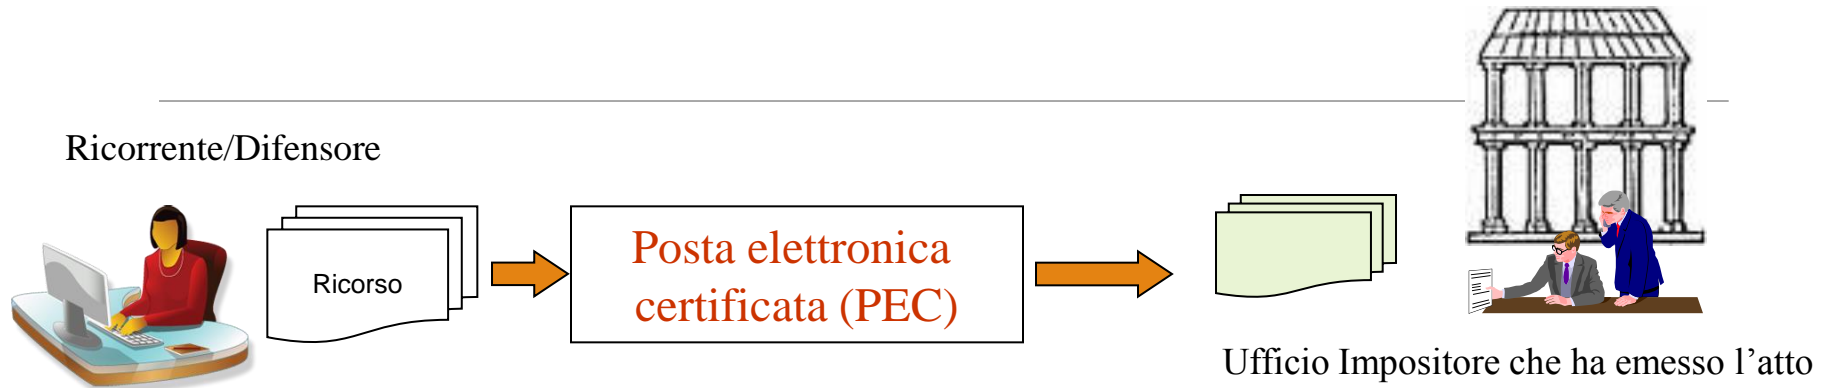 Ricorrente/Difensore
Ricorso
Posta elettronica
certificata (PEC)
Ufficio Impositore che ha emesso l’atto